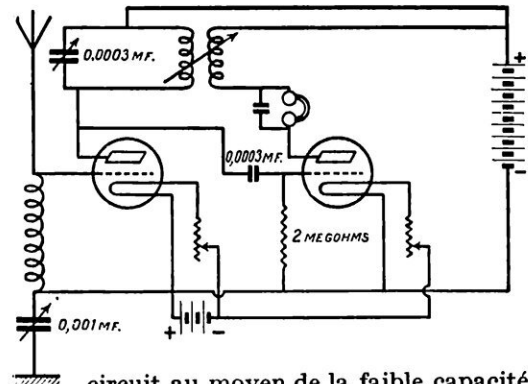 0.0003 MF.
+
0,0003 MF.
-
2 MEGOHMS
0,001 MF.
+ -
circuit au moyen de la faible capacité